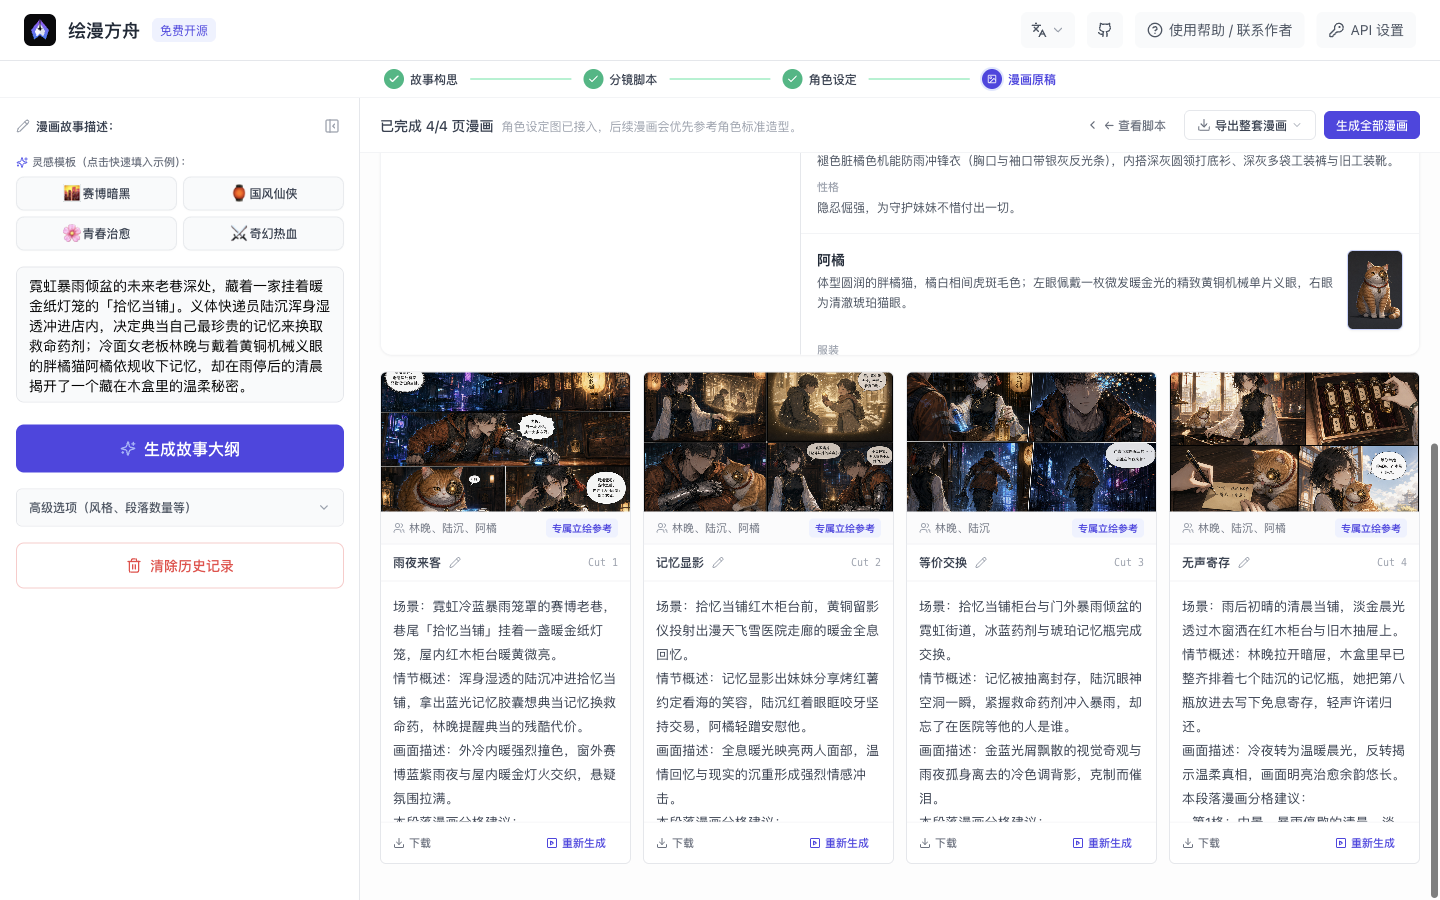 绘漫方舟
免费开源
使用帮助 / 联系作者
API 设置
故事构思
分镜脚本
角色设定
漫画原稿
漫画故事描述：
灵感模板（点击快速填入示例）：
赛博暗黑
国风仙侠
青春治愈
奇幻热血
霓虹暴雨倾盆的未来老巷深处，藏着一家挂着暖
金纸灯笼的「拾忆当铺」。义体快递员陆沉浑身湿
透冲进店内，决定典当自己最珍贵的记忆来换取
救命药剂；冷面女老板林晚与戴着黄铜机械义眼
的胖橘猫阿橘依规收下记忆，却在雨停后的清晨
揭开了一个藏在木盒里的温柔秘密。
生成故事大纲
高级选项（风格、段落数量等）
清除历史记录
已完成 4/4 页漫画
角色设定图已接入，后续漫画会优先参考角色标准造型。
← 查看脚本
导出整套漫画
生成全部漫画
褪色脏橘色机能防雨冲锋衣（胸口与袖口带银灰反光条），内搭深灰圆领打底衫、深灰多袋工装裤与旧工装靴。
性格
隐忍倔强，为守护妹妹不惜付出一切。
阿橘
体型圆润的胖橘猫，橘白相间虎斑毛色；左眼佩戴一枚微发暖金光的精致黄铜机械单片义眼，右眼
为清澈琥珀猫眼。
服装
林晚、陆沉、阿橘
专属立绘参考
雨夜来客
Cut 1
场景：霓虹冷蓝暴雨笼罩的赛博老巷，
巷尾「拾忆当铺」挂着一盏暖金纸灯
笼，屋内红木柜台暖黄微亮。
情节概述：浑身湿透的陆沉冲进拾忆当
铺，拿出蓝光记忆胶囊想典当记忆换救
命药，林晚提醒典当的残酷代价。
画面描述：外冷内暖强烈撞色，窗外赛
博蓝紫雨夜与屋内暖金灯火交织，悬疑
氛围拉满。
本段落漫画分格建议：
下载
重新生成
林晚、陆沉、阿橘
专属立绘参考
记忆显影
Cut 2
场景：拾忆当铺红木柜台前，黄铜留影
仪投射出漫天飞雪医院走廊的暖金全息
回忆。
情节概述：记忆显影出妹妹分享烤红薯
约定看海的笑容，陆沉红着眼眶咬牙坚
持交易，阿橘轻蹭安慰他。
画面描述：全息暖光映亮两人面部，温
情回忆与现实的沉重形成强烈情感冲
击。
本段落漫画分格建议：
下载
重新生成
林晚、陆沉
专属立绘参考
等价交换
Cut 3
场景：拾忆当铺柜台与门外暴雨倾盆的
霓虹街道，冰蓝药剂与琥珀记忆瓶完成
交换。
情节概述：记忆被抽离封存，陆沉眼神
空洞一瞬，紧握救命药剂冲入暴雨，却
忘了在医院等他的人是谁。
画面描述：金蓝光屑飘散的视觉奇观与
雨夜孤身离去的冷色调背影，克制而催
泪。
本段落漫画分格建议：
下载
重新生成
林晚、陆沉、阿橘
专属立绘参考
无声寄存
Cut 4
场景：雨后初晴的清晨当铺，淡金晨光
透过木窗洒在红木柜台与旧木抽屉上。
情节概述：林晚拉开暗屉，木盒里早已
整齐排着七个陆沉的记忆瓶，她把第八
瓶放进去写下免息寄存，轻声许诺归
还。
画面描述：冷夜转为温暖晨光，反转揭
示温柔真相，画面明亮治愈余韵悠长。
本段落漫画分格建议：
下载
重新生成